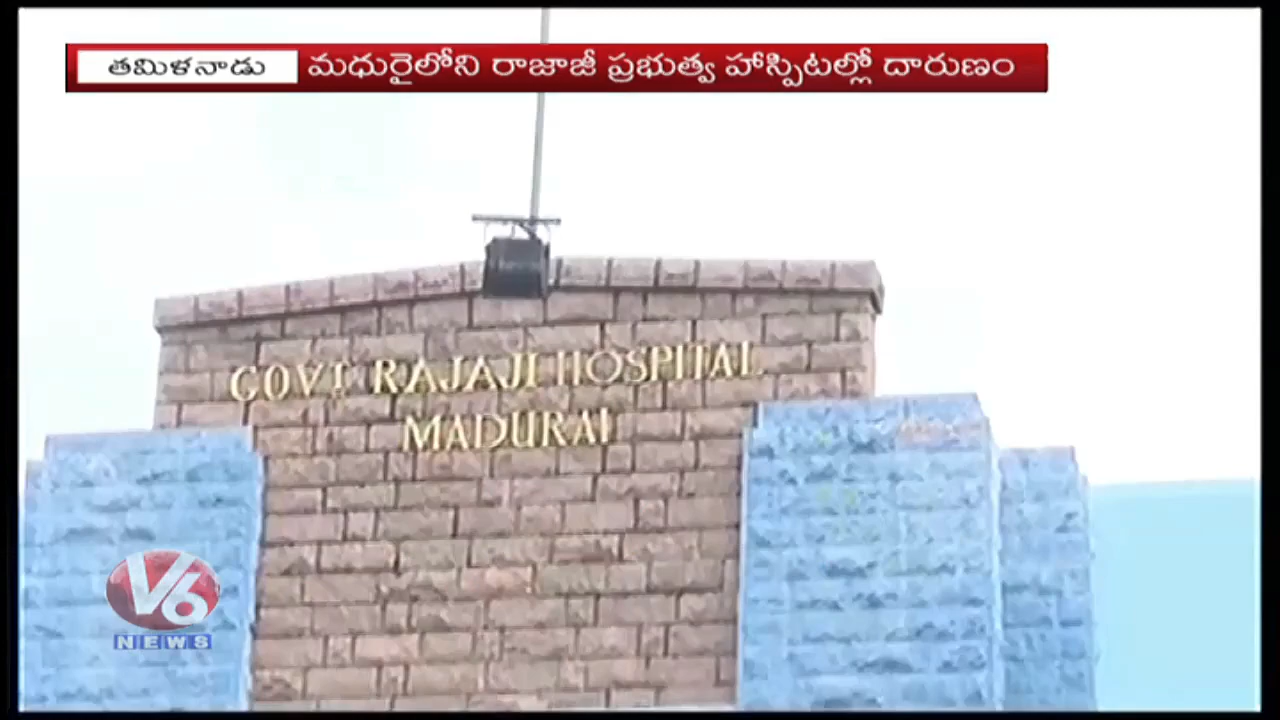 తమిళనాడు మధురైలోని రాజాజీ ప్రభుత్వ హాస్పిటల్లో దారుణం
GOVT RAJAJI HOSPITAL
MADURAI
V6
NEWS